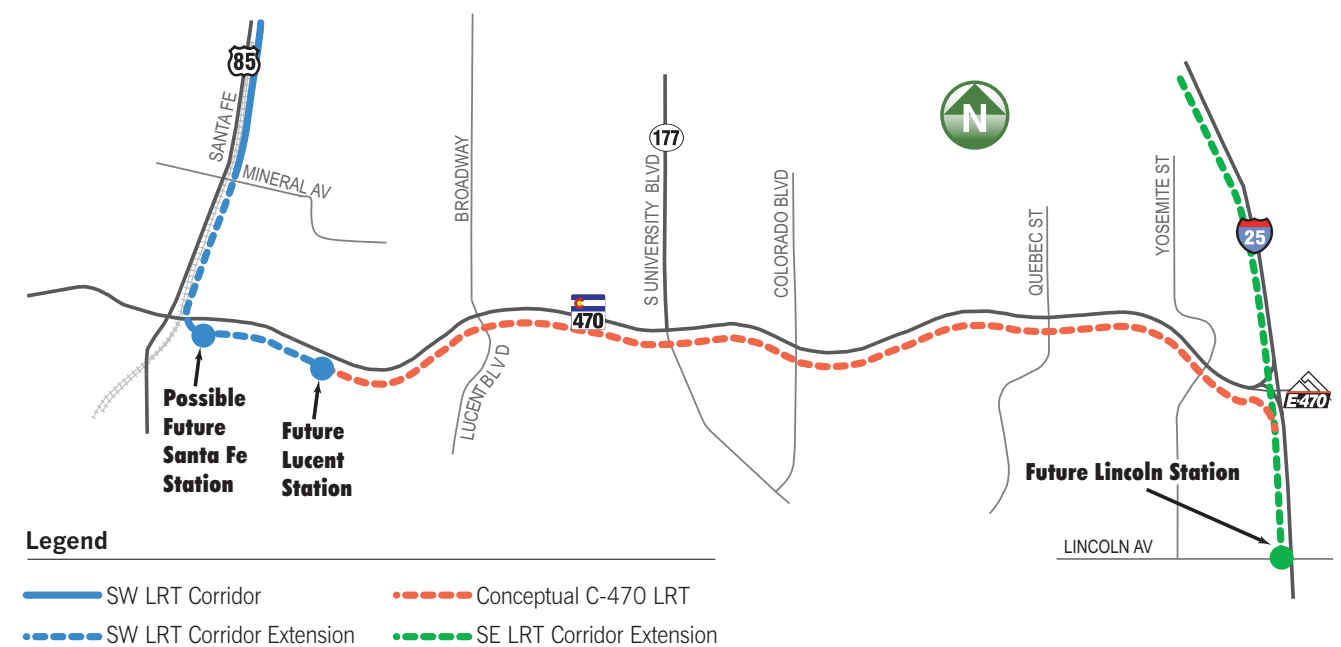 85
SANTA FE
MINERAL AV
BROADWAY
LUCENT BLVD
470
177
S UNIVERSITY BLVD
COLORADO BLVD
N
QUEBEC ST
YOSEMITE ST
25
E-470
Possible
Future
Santa Fe
Station
Future
Lucent
Station
Future Lincoln Station
LINCOLN AV
Legend
SW LRT Corridor
Conceptual C-470 LRT
SW LRT Corridor Extension
SE LRT Corridor Extension